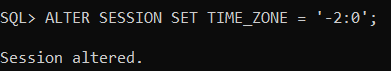 SQL> ALTER SESSION SET TIME_ZONE = '-2:0';
Session altered.